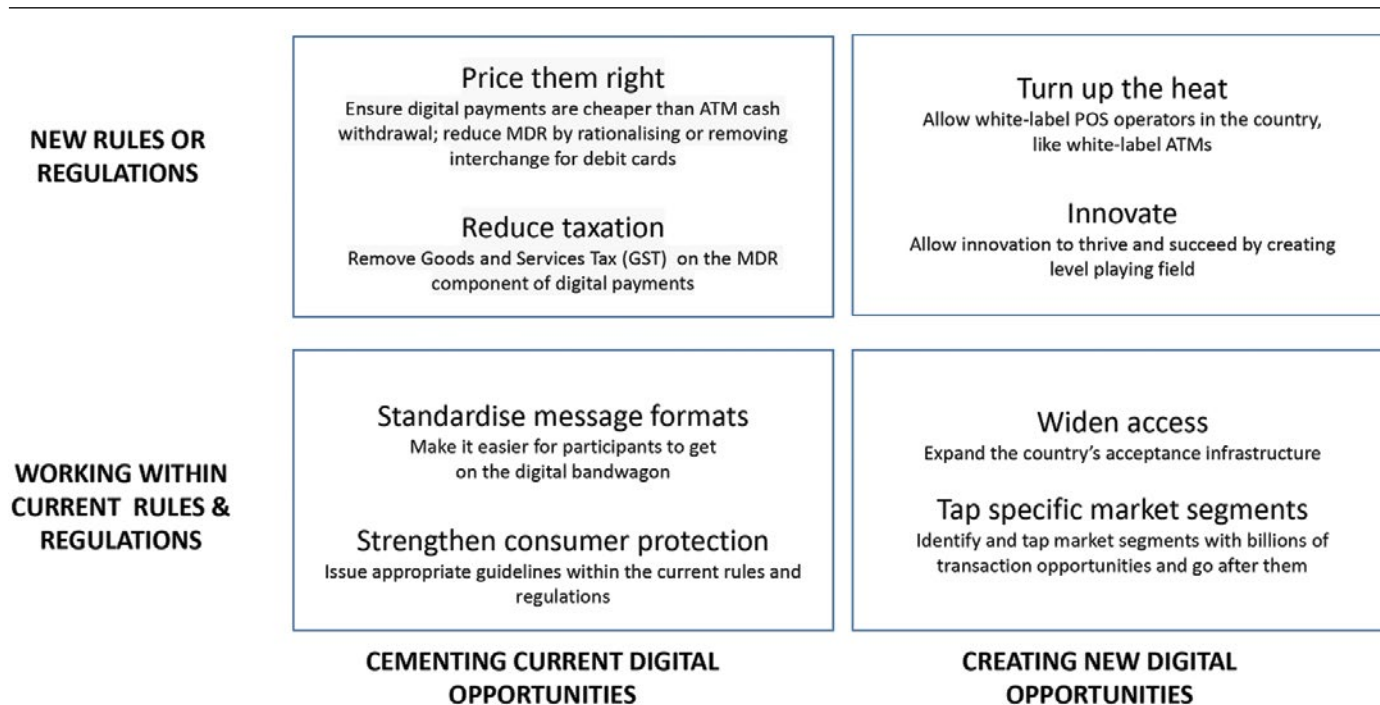 NEW RULES OR
REGULATIONS
Price them right
Ensure digital payments are cheaper than ATM cash
withdrawal; reduce MDR by rationalising or removing
interchange for debit cards
Reduce taxation
Remove Goods and Services Tax (GST) on the MDR
component of digital payments
Turn up the heat
Allow white-label POS operators in the country,
like white-label ATMs
Innovate
Allow innovation to thrive and succeed by creating
level playing field
WORKING WITHIN
CURRENT RULES &
REGULATIONS
Standardise message formats
Make it easier for participants to get
on the digital bandwagon
Strengthen consumer protection
Issue appropriate guidelines within the current rules and
regulations
Widen access
Expand the country's acceptance infrastructure
Tap specific market segments
Identify and tap market segments with billions of
transaction opportunities and go after them
CEMENTING CURRENT DIGITAL
OPPORTUNITIES
CREATING NEW DIGITAL
OPPORTUNITIES